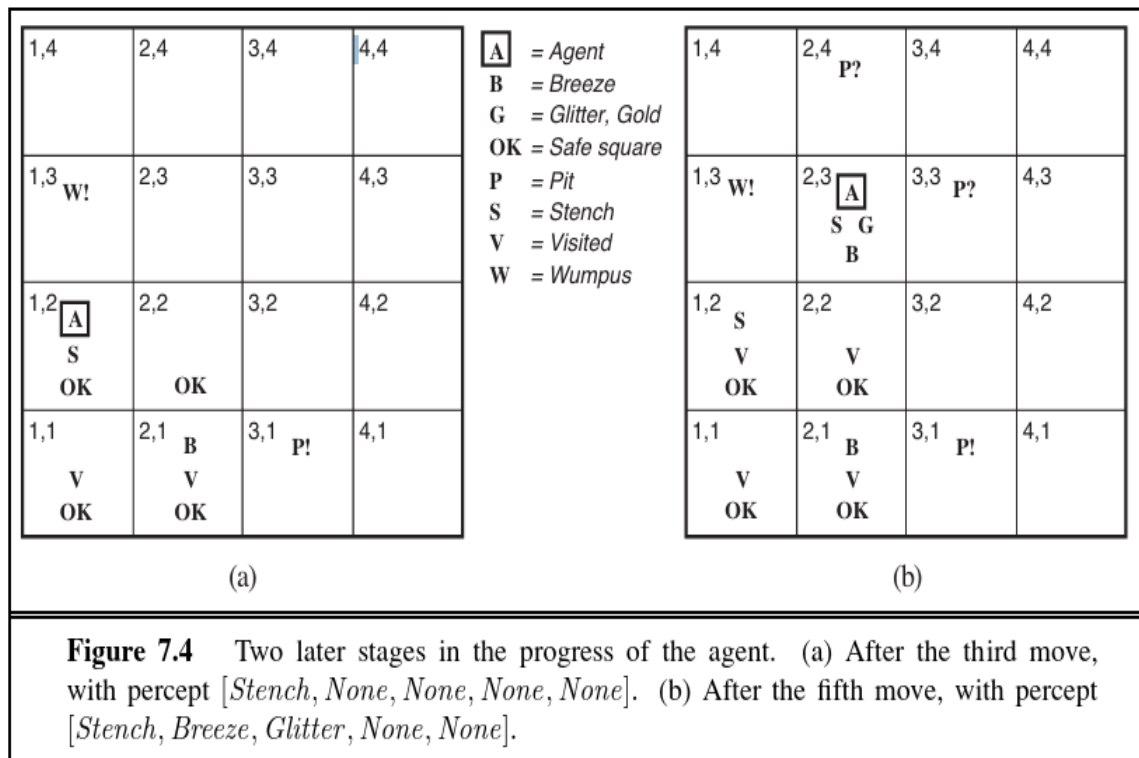 1,4 2,4 3,4 4,4
1,3 W! 2,3 3,3 4,3
1,2 A 2,2 3,2 4,2
S
OK OK
1,1 2,1 B 3,1 P! 4,1
V V
OK OK
(a)
A = Agent
B = Breeze
G = Glitter, Gold
OK = Safe square
P = Pit
S = Stench
V = Visited
W = Wumpus
1,4 2,4 P? 3,4 4,4
1,3 W! 2,3 A 3,3 P? 4,3
S G
B
1,2 S 2,2 3,2 4,2
V V
OK OK
1,1 2,1 B 3,1 P! 4,1
V V
OK OK
(b)
Figure 7.4 Two later stages in the progress of the agent. (a) After the third move,
with percept [Stench, None, None, None, None]. (b) After the fifth move, with percept
[Stench, Breeze, Glitter, None, None].